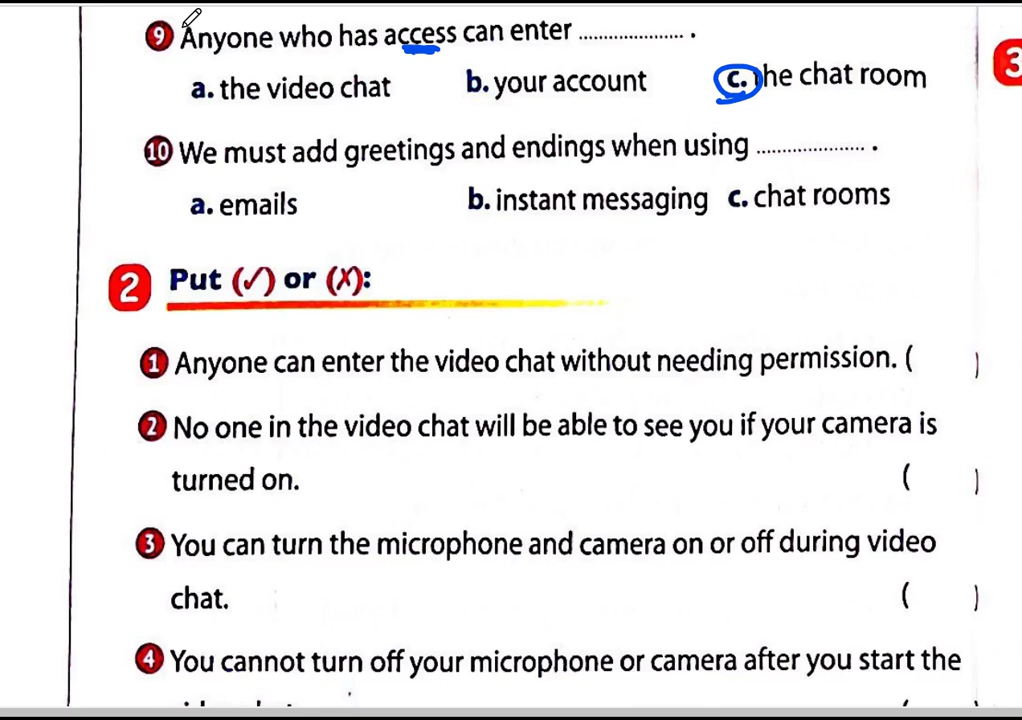 9 Anyone who has access can enter .................... .
a. the video chat b. your account c. the chat room
3
10 We must add greetings and endings when using .................... .
a. emails b. instant messaging c. chat rooms
2 Put (✓) or (✗):
1 Anyone can enter the video chat without needing permission. ( )
2 No one in the video chat will be able to see you if your camera is
turned on. ( )
3 You can turn the microphone and camera on or off during video
chat. ( )
4 You cannot turn off your microphone or camera after you start the